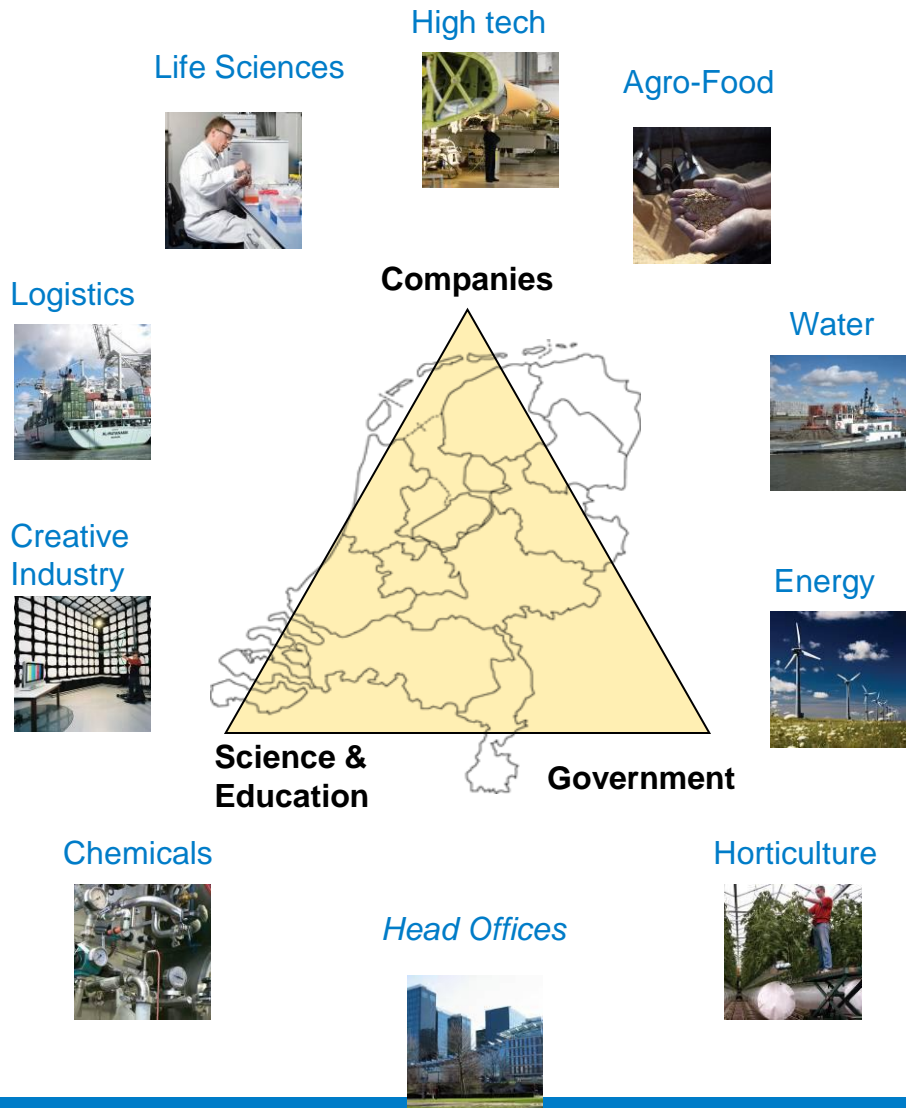 High tech
Life Sciences
Agro-Food
Companies
Logistics
Water
Creative
Industry
Energy
Science &
Education
Government
Chemicals
Horticulture
Head Offices